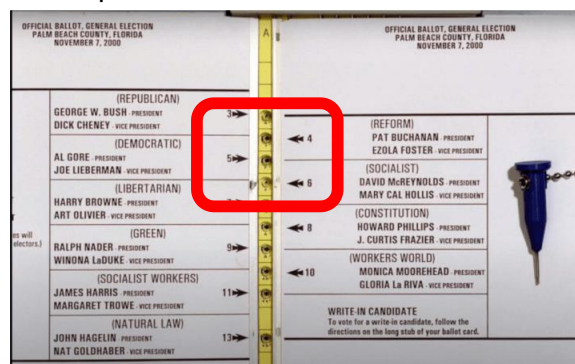 OFFICIAL BALLOT, GENERAL ELECTION
PALM BEACH COUNTY, FLORIDA
NOVEMBER 7, 2000
A
(REPUBLICAN)
GEORGE W. BUSH - PRESIDENT
DICK CHENEY - VICE PRESIDENT
3
(DEMOCRATIC)
AL GORE - PRESIDENT
JOE LIEBERMAN - VICE PRESIDENT
5
(LIBERTARIAN)
HARRY BROWNE - PRESIDENT
ART OLIVIER - VICE PRESIDENT
(GREEN)
RALPH NADER - PRESIDENT
WINONA LaDUKE - VICE PRESIDENT
9
(SOCIALIST WORKERS)
JAMES HARRIS - PRESIDENT
MARGARET TROWE - VICE PRESIDENT
11
(NATURAL LAW)
JOHN HAGELIN - PRESIDENT
NAT GOLDHABER - VICE PRESIDENT
13
es will
electors.)
OFFICIAL BALLOT, GENERAL ELECTION
PALM BEACH COUNTY, FLORIDA
NOVEMBER 7, 2000
(REFORM)
4
PAT BUCHANAN - PRESIDENT
EZOLA FOSTER - VICE PRESIDENT
(SOCIALIST)
6
DAVID McREYNOLDS - PRESIDENT
MARY CAL HOLLIS - VICE PRESIDENT
(CONSTITUTION)
8
HOWARD PHILLIPS - PRESIDENT
J. CURTIS FRAZIER - VICE PRESIDENT
(WORKERS WORLD)
10
MONICA MOOREHEAD - PRESIDENT
GLORIA La RIVA - VICE PRESIDENT
WRITE-IN CANDIDATE
To vote for a write-in candidate, follow the
directions on the long stub of your ballot card.